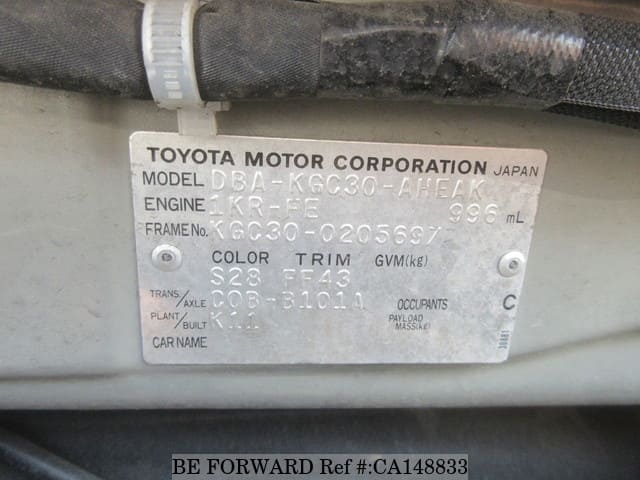 TOYOTA MOTOR CORPORATION JAPAN
MODEL DBA-KGC30-AHEAK
ENGINE 1KR-FE 996 mL
FRAME No. KGC30-0205697
COLOR TRIM GVM(kg)
S28 FF43
TRANS./AXLE C0B-B101A OCCUPANTS C
PLANT/BUILT K11 PAYLOAD MASS(kg)
CAR NAME
BE FORWARD Ref #:CA148833